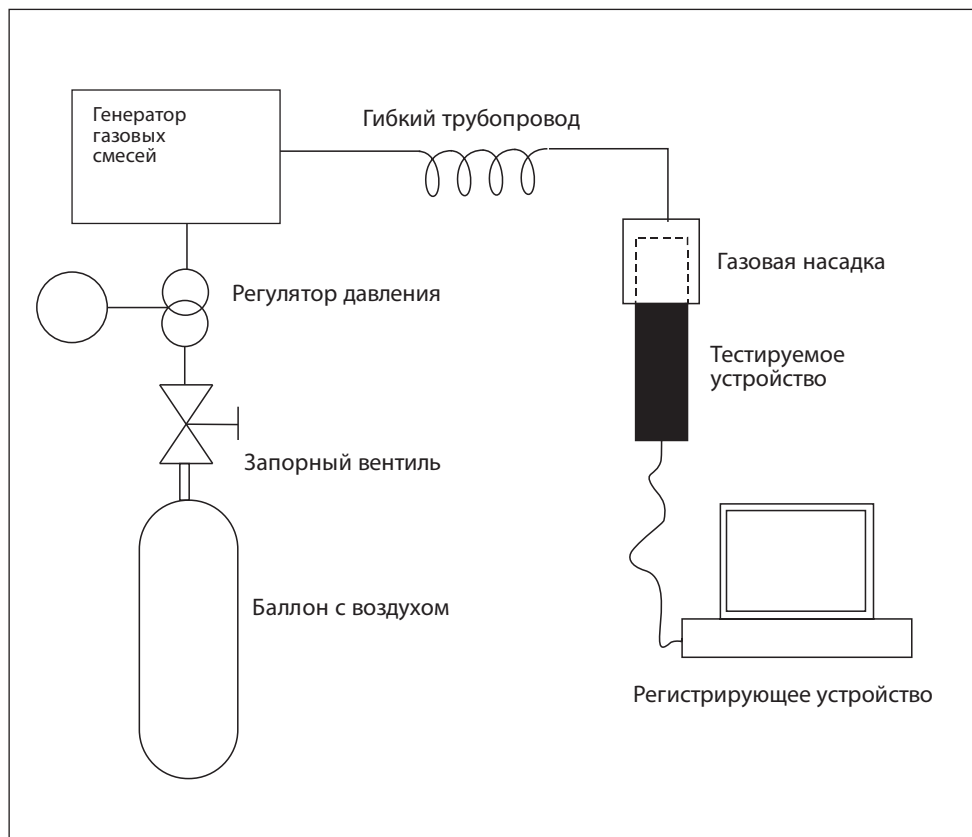 Генератор
газовых
смесей
Гибкий трубопровод
Газовая насадка
Регулятор давления
Тестируемое
устройство
Запорный вентиль
Баллон с воздухом
Регистрирующее устройство